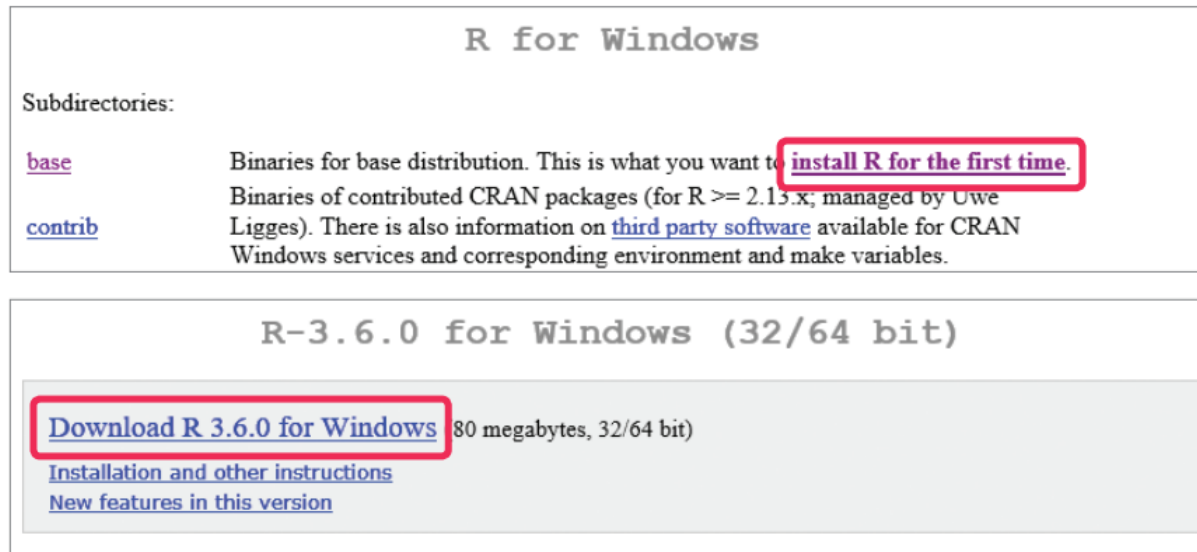 R for Windows
Subdirectories:
base Binaries for base distribution. This is what you want to install R for the first time.
Binaries of contributed CRAN packages (for R >= 2.13.x; managed by Uwe
contrib Ligges). There is also information on third party software available for CRAN
Windows services and corresponding environment and make variables.
R-3.6.0 for Windows (32/64 bit)
Download R 3.6.0 for Windows (80 megabytes, 32/64 bit)
Installation and other instructions
New features in this version